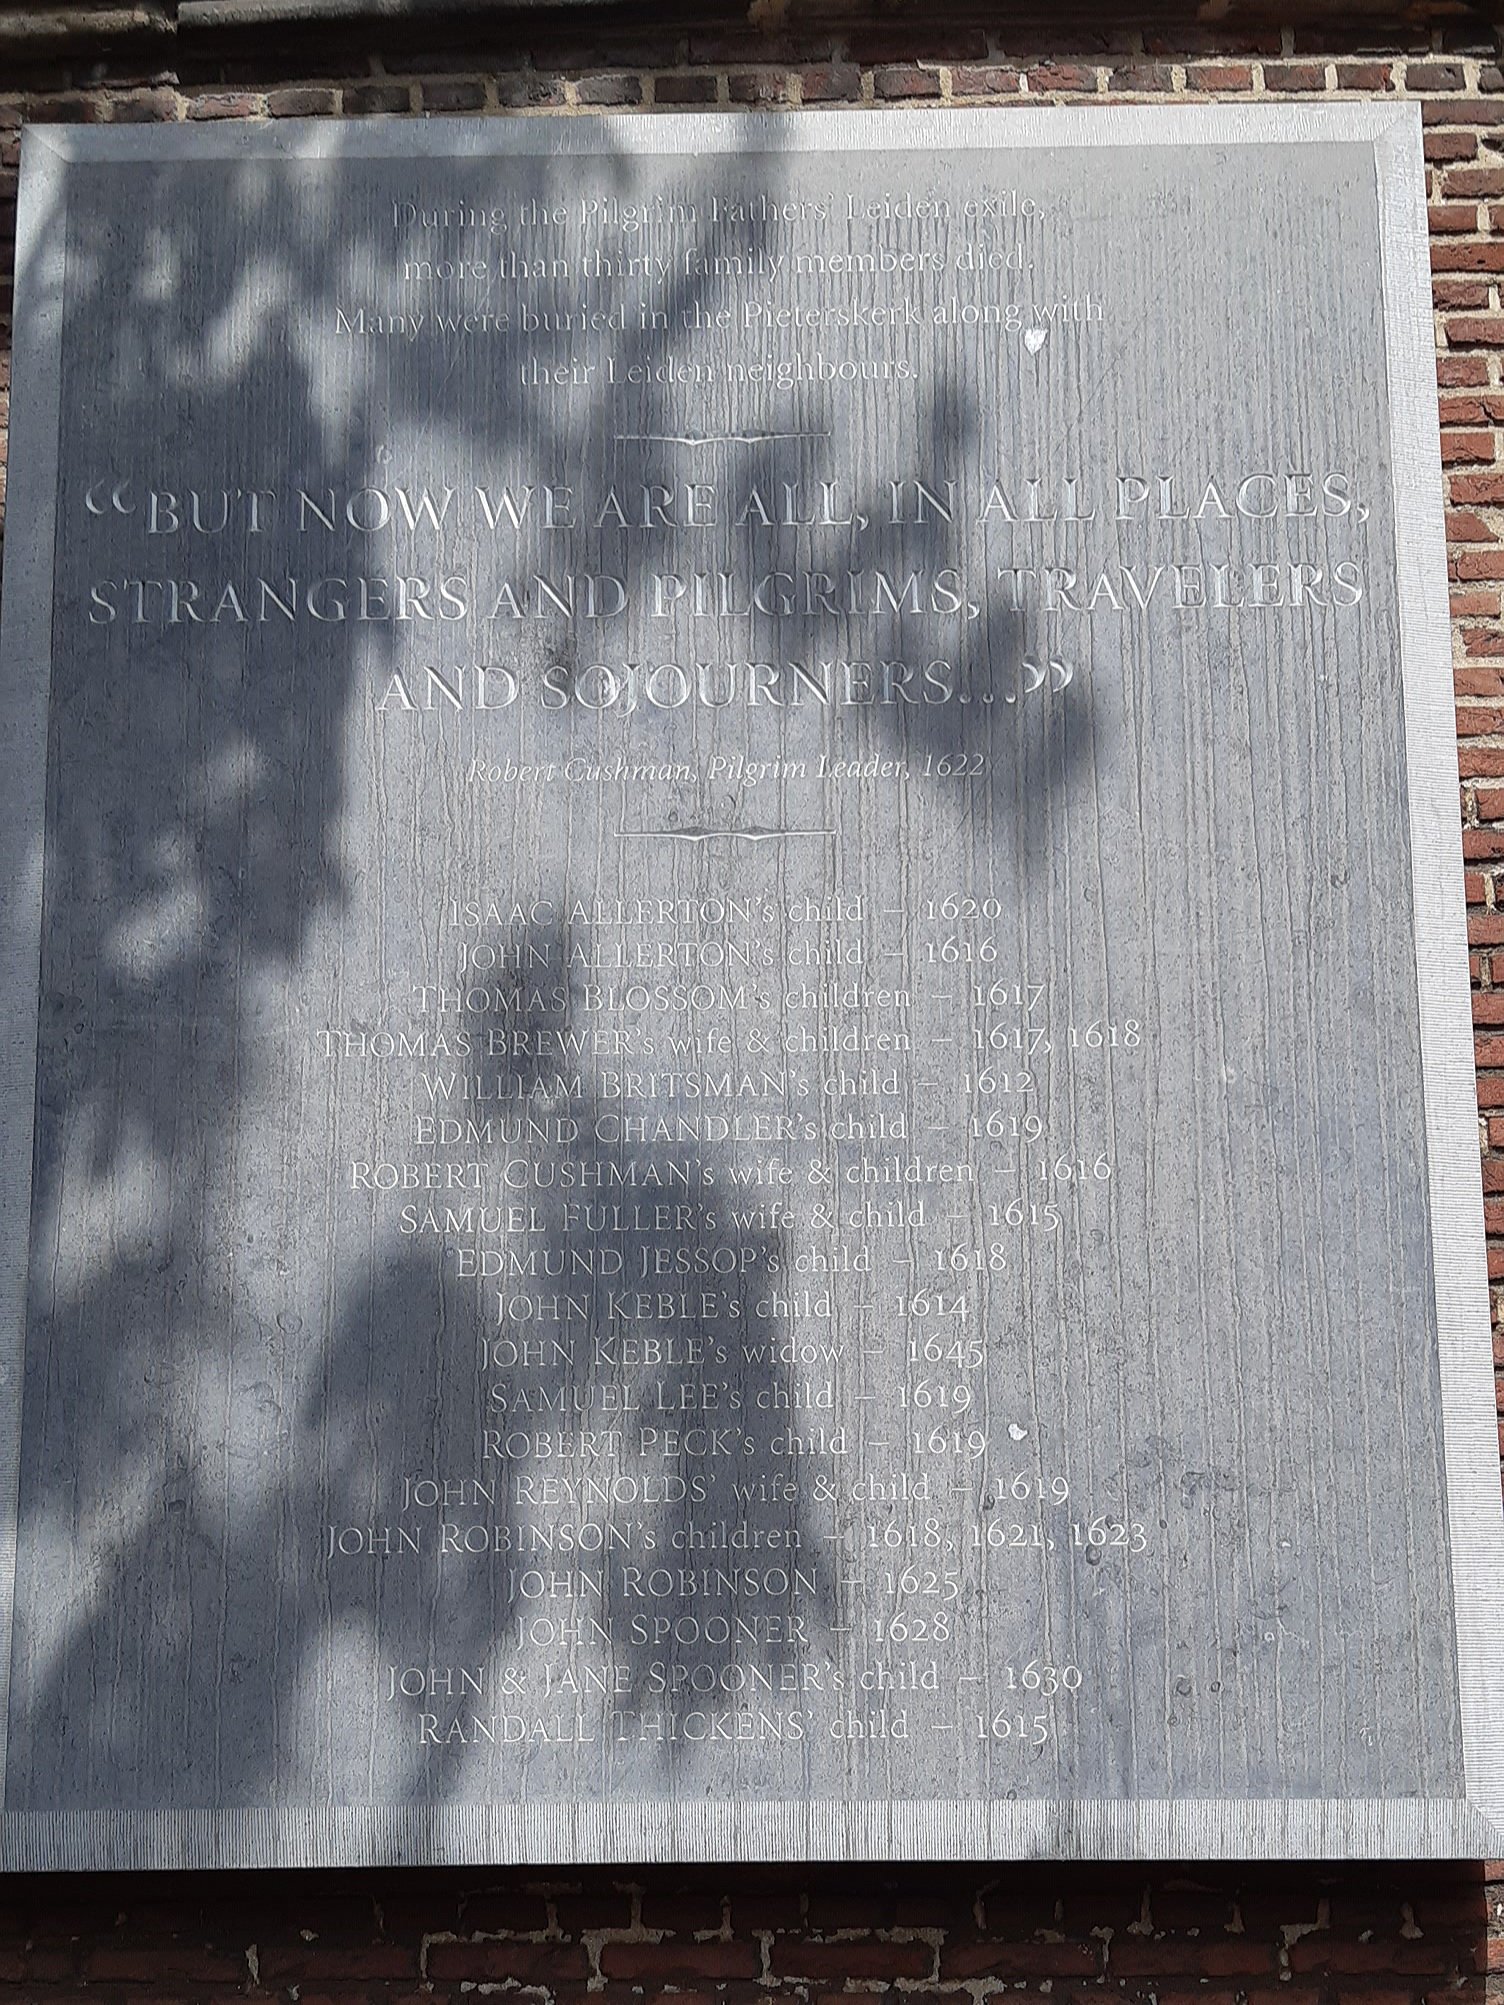 During the Pilgrim Fathers' Leiden exile,
more than thirty family members died.
Many were buried in the Pieterskerk along with
their Leiden neighbours.
“BUT NOW WE ARE ALL, IN ALL PLACES,
STRANGERS AND PILGRIMS, TRAVELERS
AND SOJOURNERS...”
Robert Cushman, Pilgrim Leader, 1622
ISAAC ALLERTON's child – 1620
JOHN ALLERTON's child – 1616
THOMAS BLOSSOM's children – 1617
THOMAS BREWER's wife & children – 1617, 1618
WILLIAM BRITSMAN's child – 1612
EDMUND CHANDLER's child – 1619
ROBERT CUSHMAN's wife & children – 1616
SAMUEL FULLER's wife & child – 1615
EDMUND JESSOP's child – 1618
JOHN KEBLE's child – 1614
JOHN KEBLE's widow – 1645
SAMUEL LEE's child – 1619
ROBERT PECK's child – 1619
JOHN REYNOLDS' wife & child – 1619
JOHN ROBINSON's children – 1618, 1621, 1623
JOHN ROBINSON – 1625
JOHN SPOONER – 1628
JOHN & JANE SPOONER's child – 1630
RANDALL THICKENS' child – 1615